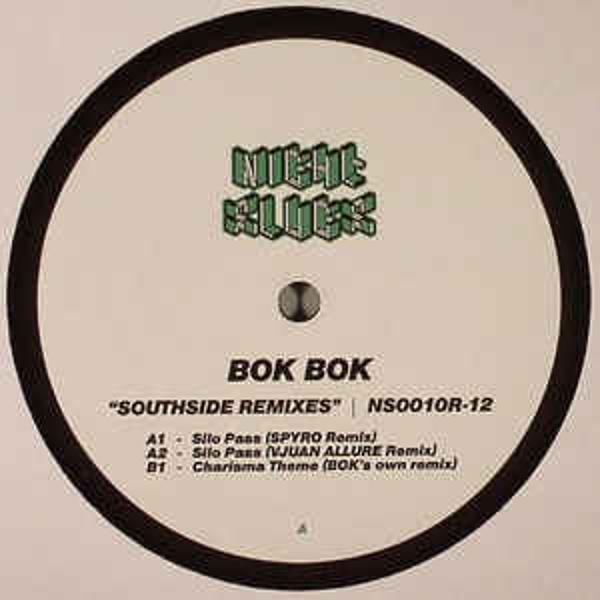 NIGHT
SLUGS
BOK BOK
"SOUTHSIDE REMIXES" | NS0010R-12
A1 - Silo Pass (SPYRO Remix)
A2 - Silo Pass (VJUAN ALLURE Remix)
B1 - Charisma Theme (BOK's own remix)
A